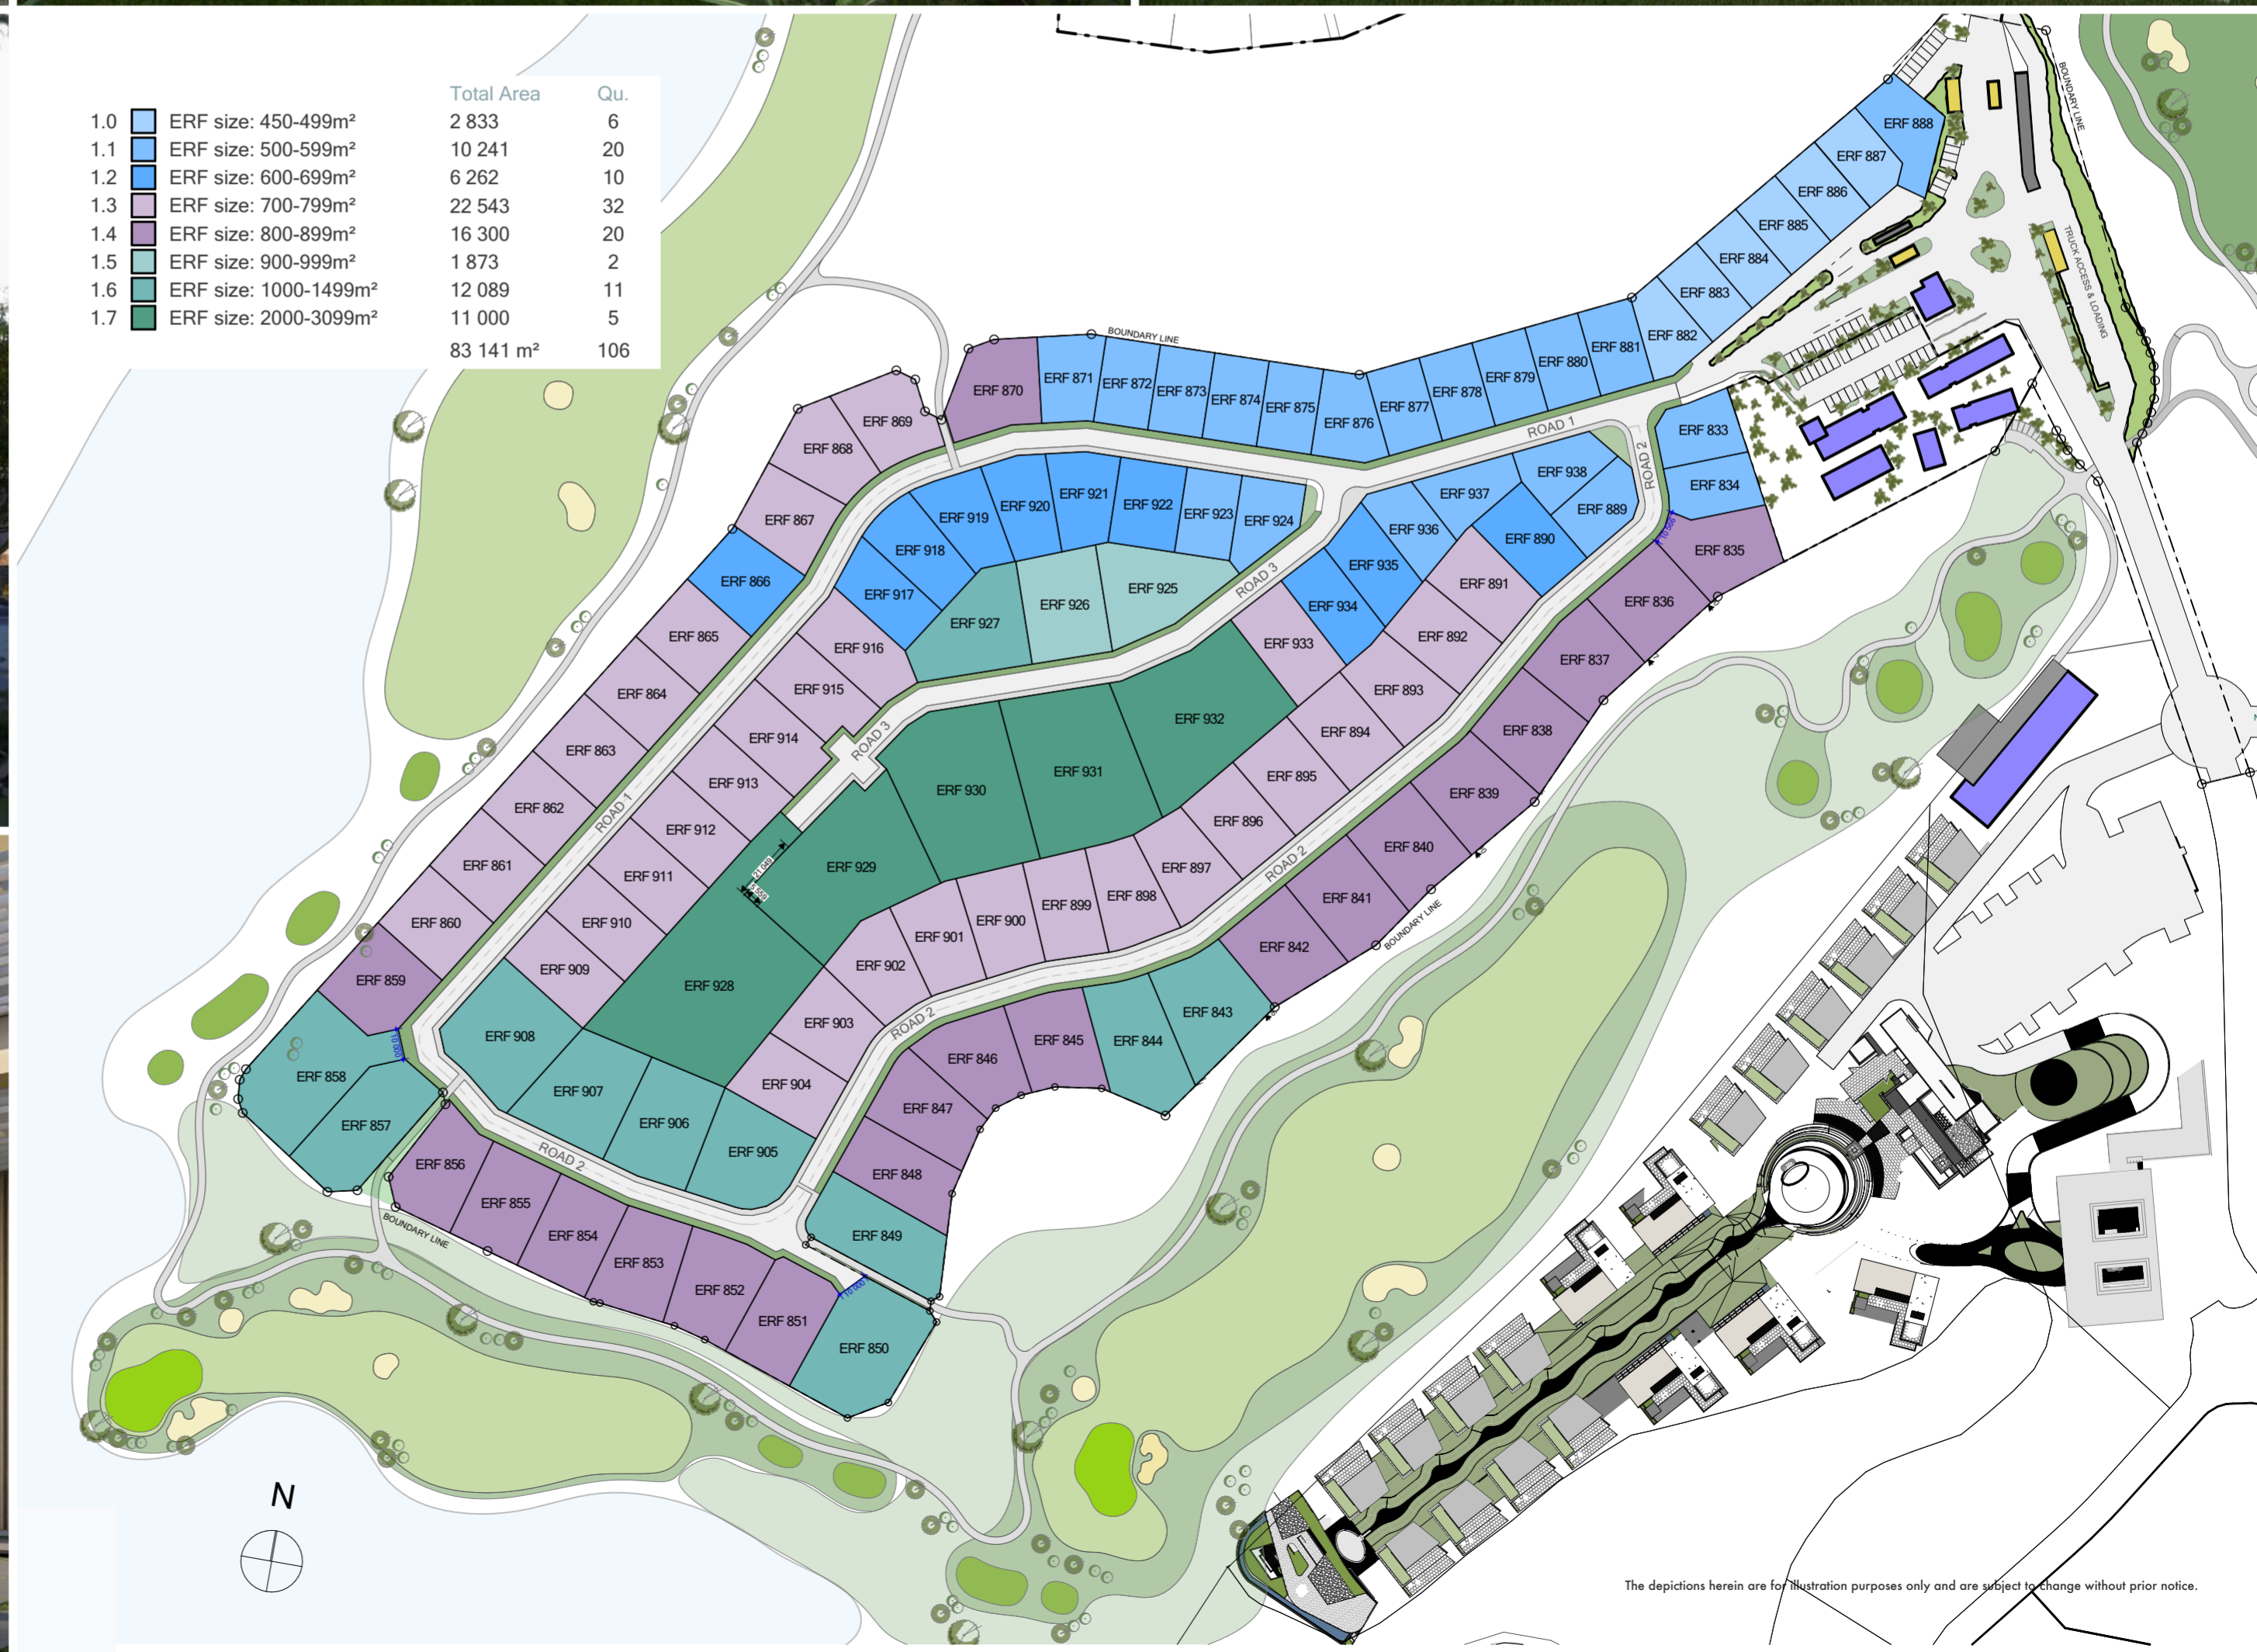 Total Area Qu.
1.0 ERF size: 450-499m² 2 833 6
1.1 ERF size: 500-599m² 10 241 20
1.2 ERF size: 600-699m² 6 262 10
1.3 ERF size: 700-799m² 22 543 32
1.4 ERF size: 800-899m² 16 300 20
1.5 ERF size: 900-999m² 1 873 2
1.6 ERF size: 1000-1499m² 12 089 11
1.7 ERF size: 2000-3099m² 11 000 5
83 141 m² 106
BOUNDARY LINE
TRUCK ACCESS & LOADING
ERF 888
ERF 887
ERF 886
ERF 885
ERF 884
ERF 883
ERF 882
ERF 881
ERF 880
ERF 879
ERF 878
ERF 877
ERF 876
ERF 875
ERF 874
ERF 873
ERF 872
ERF 871
ERF 870
BOUNDARY LINE
ERF 869
ERF 868
ERF 867
ERF 866
ERF 865
ERF 864
ERF 863
ERF 862
ERF 861
ERF 860
ERF 859
ERF 858
ERF 857
10 000
ROAD 1
ROAD 1
ROAD 2
ERF 833
ERF 834
10 566
ERF 835
ERF 836
ERF 837
ERF 838
ERF 839
ERF 840
ERF 841
ERF 842
BOUNDARY LINE
ERF 843
ERF 844
ERF 845
ERF 846
ERF 847
ERF 848
ERF 849
ERF 850
10 000
ERF 851
ERF 852
ERF 853
ERF 854
ERF 855
ERF 856
BOUNDARY LINE
ROAD 2
ROAD 2
ROAD 2
ERF 938
ERF 937
ERF 889
ERF 936
ERF 890
ERF 935
ERF 934
ERF 891
ERF 892
ERF 933
ERF 893
ERF 894
ERF 895
ERF 896
ERF 897
ERF 898
ERF 899
ERF 900
ERF 901
ERF 902
ERF 903
ERF 904
ERF 905
ERF 906
ERF 907
ERF 908
ERF 909
ERF 910
ERF 911
ERF 912
ERF 913
ERF 914
ERF 915
ERF 916
ERF 917
ERF 918
ERF 919
ERF 920
ERF 921
ERF 922
ERF 923
ERF 924
ERF 925
ERF 926
ERF 927
ROAD 3
ROAD 3
ERF 932
ERF 931
ERF 930
ERF 929
21 049
ERF 928
N
The depictions herein are for illustration purposes only and are subject to change without prior notice.